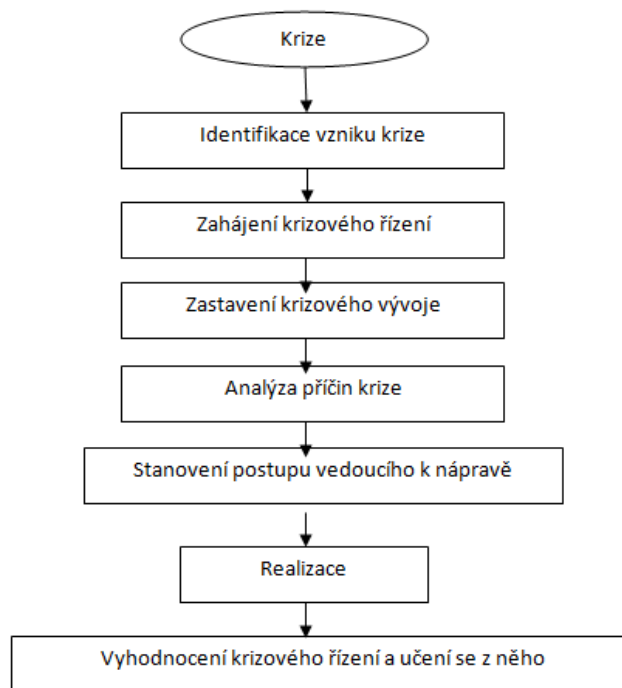 Krize
Identifikace vzniku krize
Zahájení krizového řízení
Zastavení krizového vývoje
Analýza příčin krize
Stanovení postupu vedoucího k nápravě
Realizace
Vyhodnocení krizového řízení a učení se z něho